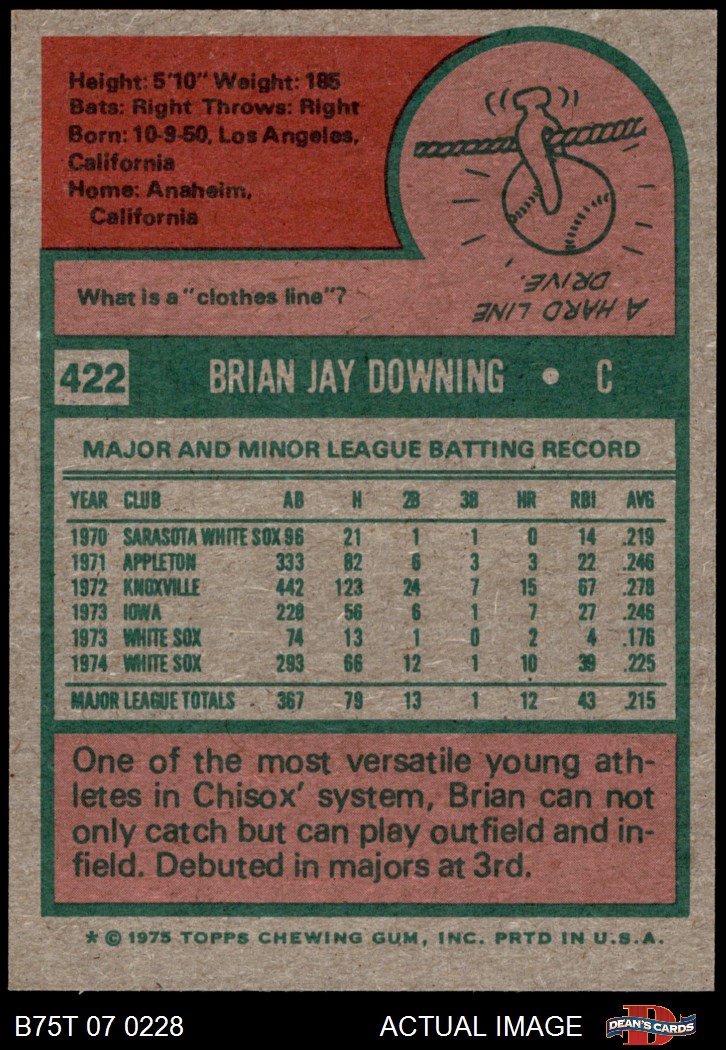 Height: 5'10" Weight: 185
Bats: Right Throws: Right
Born: 10-9-50, Los Angeles,
California
Home: Anaheim,
California
What is a "clothes line"?
A HARD LINE
DRIVE.
422 BRIAN JAY DOWNING • C
MAJOR AND MINOR LEAGUE BATTING RECORD
YEAR CLUB AB H 2B 3B HR RBI AVG
1970 SARASOTA WHITE SOX 96 21 1 1 0 14 .219
1971 APPLETON 333 82 6 3 3 22 .246
1972 KNOXVILLE 442 123 24 7 15 67 .278
1973 IOWA 228 56 6 1 7 27 .246
1973 WHITE SOX 74 13 1 0 2 4 .176
1974 WHITE SOX 293 66 12 1 10 39 .225
MAJOR LEAGUE TOTALS 367 79 13 1 12 43 .215
One of the most versatile young ath-
letes in Chisox' system, Brian can not
only catch but can play outfield and in-
field. Debuted in majors at 3rd.
* © 1975 TOPPS CHEWING GUM, INC. PRTD IN U.S.A.
B75T 07 0228 ACTUAL IMAGE D DEAN'S CARDS